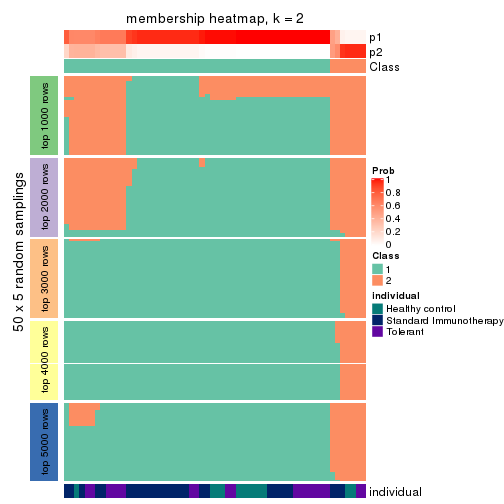 membership heatmap, k = 2
p1
p2
Class
50 x 5 random samplings
top 1000 rows
top 2000 rows
top 3000 rows
top 4000 rows
top 5000 rows
Prob
1
0.8
0.6
0.4
0.2
0
Class
1
2
individual
Healthy control
Standard Immunotherapy
Tolerant
individual